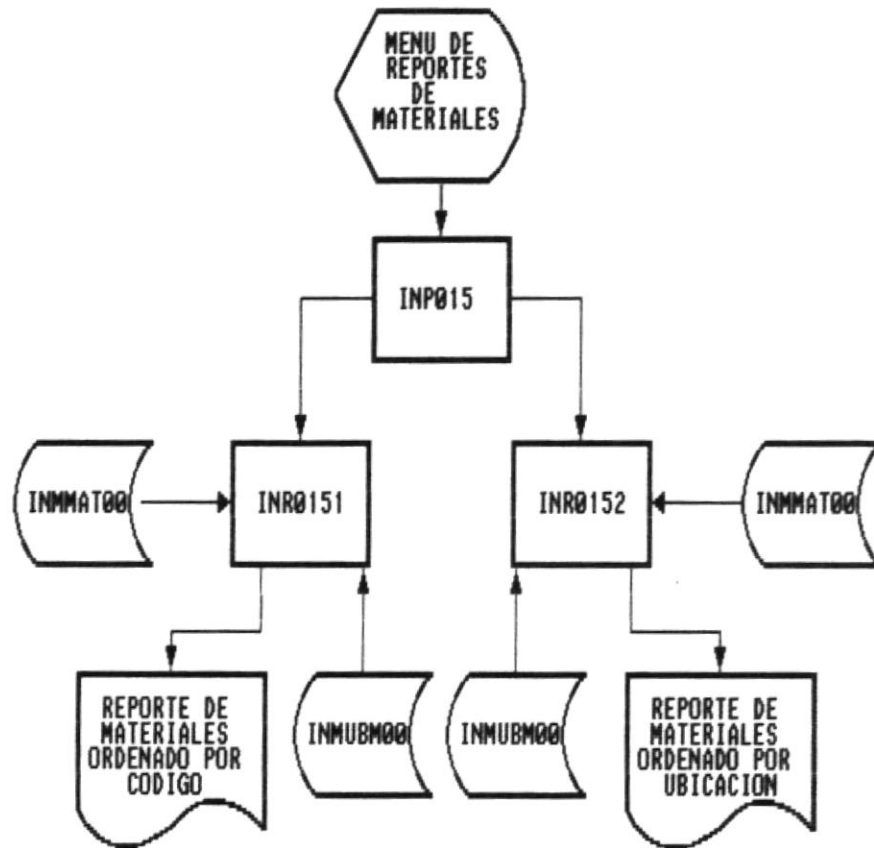 MENU DE
REPORTES
DE
MATERIALES
INP015
INMMAT00
INR0151
INR0152
INMMAT00
REPORTE DE
MATERIALES
ORDENADO POR
CODIGO
INMUBM00
INMUBM00
REPORTE DE
MATERIALES
ORDENADO POR
UBICACION